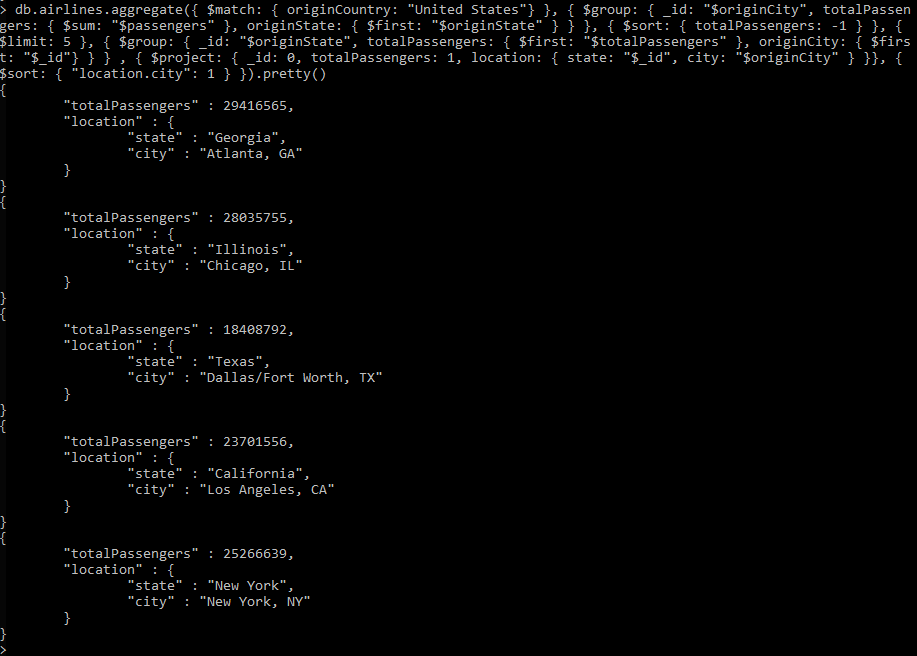 > db.airlines.aggregate({ $match: { originCountry: "United States"} }, { $group: { _id: "$originCity", totalPassen
gers: { $sum: "$passengers" }, originState: { $first: "$originState" } } }, { $sort: { totalPassengers: -1 } }, {
$limit: 5 }, { $group: { _id: "$originState", totalPassengers: { $first: "$totalPassengers" }, originCity: { $firs
t: "$_id"} } } , { $project: { _id: 0, totalPassengers: 1, location: { state: "$_id", city: "$originCity" } }}, {
$sort: { "location.city": 1 } }).pretty()
{
"totalPassengers" : 29416565,
"location" : {
"state" : "Georgia",
"city" : "Atlanta, GA"
}
}
{
"totalPassengers" : 28035755,
"location" : {
"state" : "Illinois",
"city" : "Chicago, IL"
}
}
{
"totalPassengers" : 18408792,
"location" : {
"state" : "Texas",
"city" : "Dallas/Fort Worth, TX"
}
}
{
"totalPassengers" : 23701556,
"location" : {
"state" : "California",
"city" : "Los Angeles, CA"
}
}
{
"totalPassengers" : 25266639,
"location" : {
"state" : "New York",
"city" : "New York, NY"
}
}
>